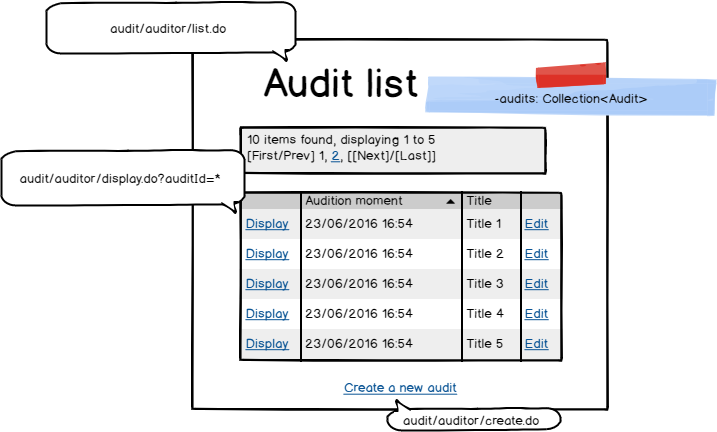 audit/auditor/list.do
Audit list
-audits: Collection<Audit>
10 items found, displaying 1 to 5
[First/Prev] 1, 2, [[Next]/[Last]]
audit/auditor/display.do?auditId=*
Audition moment ▲ Title
Display 23/06/2016 16:54 Title 1 Edit
Display 23/06/2016 16:54 Title 2 Edit
Display 23/06/2016 16:54 Title 3 Edit
Display 23/06/2016 16:54 Title 4 Edit
Display 23/06/2016 16:54 Title 5 Edit
Create a new audit
audit/auditor/create.do